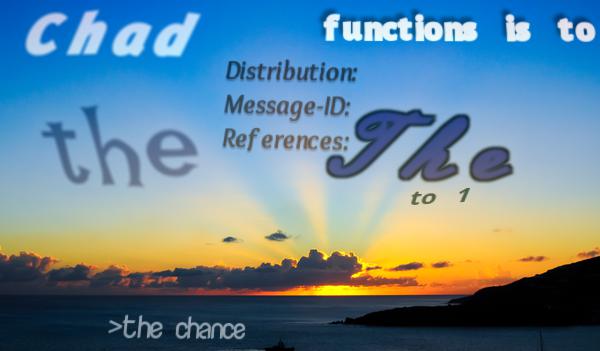 Chad
functions is to
Distribution:
Message-ID:
References:
the
The
to 1
>the chance